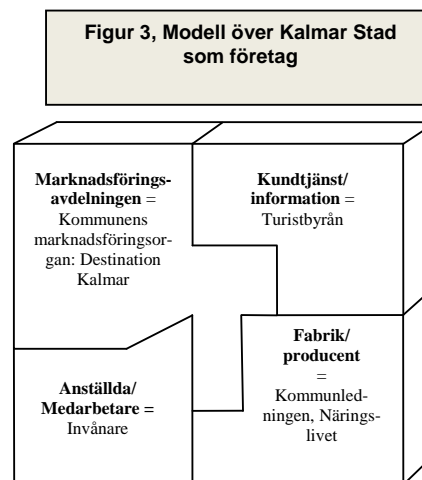 Figur 3, Modell över Kalmar Stad
som företag
Marknadsförings-
avdelningen =
Kommunens
marknadsföringsor-
gan: Destination
Kalmar
Kundtjänst/
information =
Turistbyrån
Anställda/
Medarbetare =
Invånare
Fabrik/
producent
=
Kommunled-
ningen, Närings-
livet